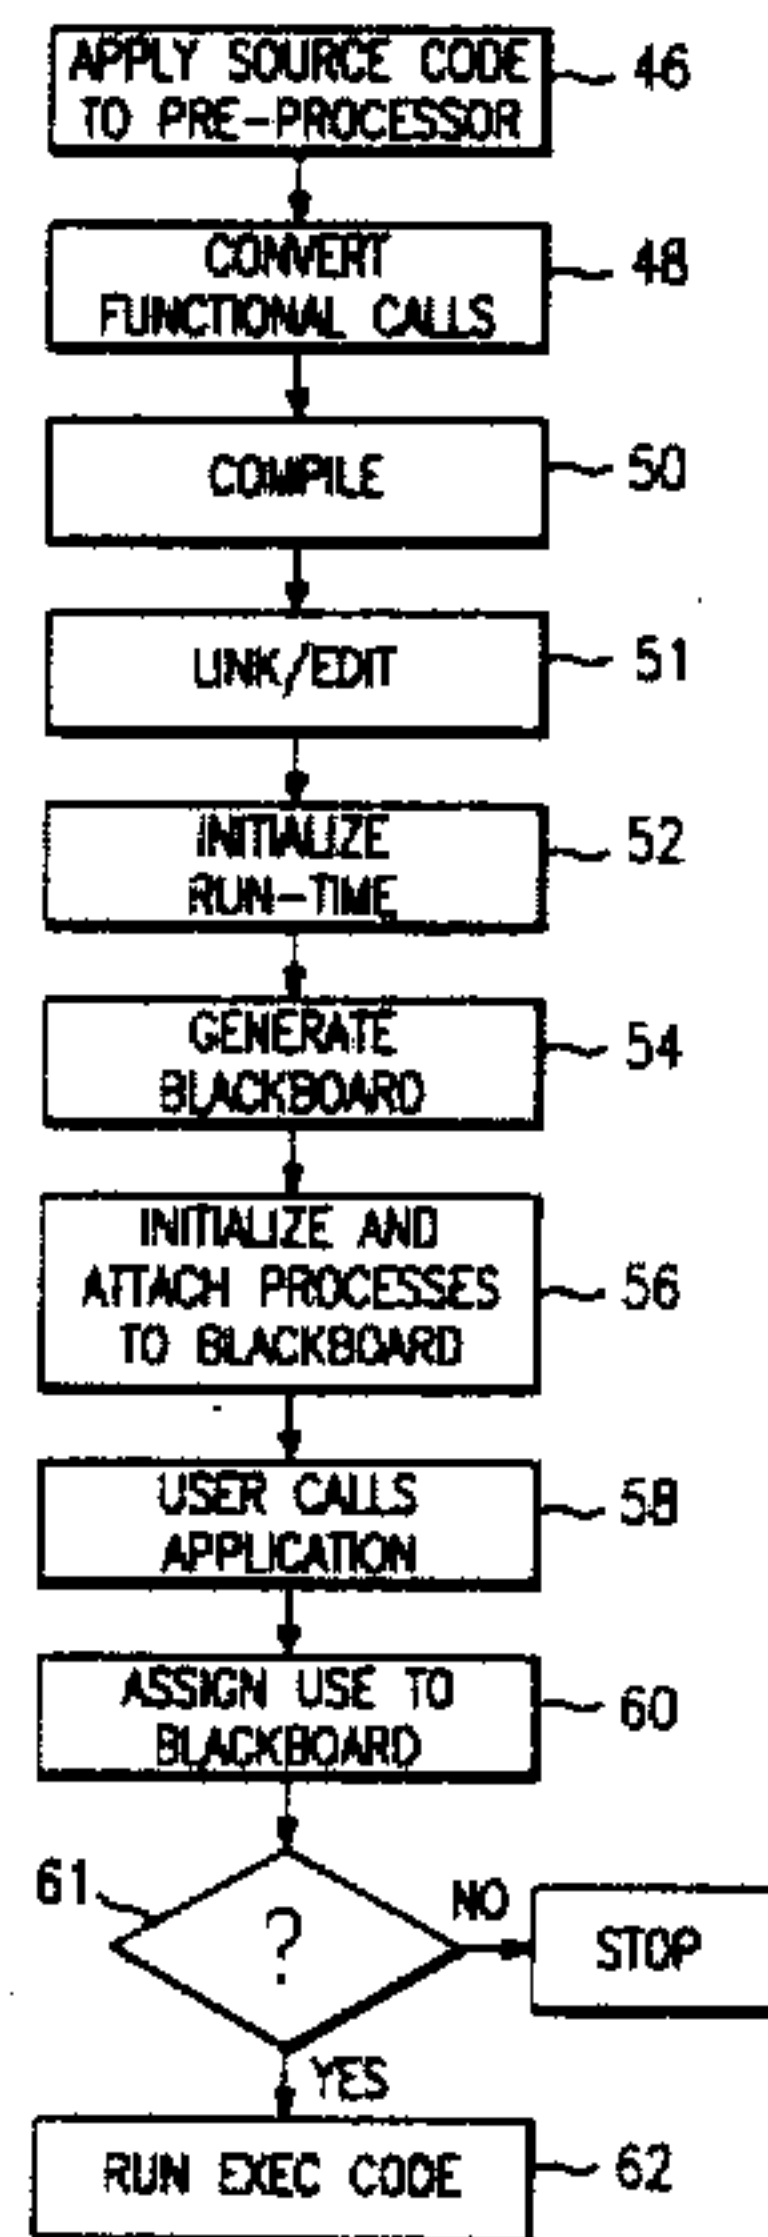 APPLY SOURCE CODE
TO PRE-PROCESSOR
46
CONVERT
FUNCTIONAL CALLS
48
COMPILE
50
LINK/EDIT
51
INITIALIZE
RUN-TIME
52
GENERATE
BLACKBOARD
54
INITIALIZE AND
ATTACH PROCESSES
TO BLACKBOARD
56
USER CALLS
APPLICATION
58
ASSIGN USE TO
BLACKBOARD
60
61
?
NO
STOP
YES
RUN EXEC CODE
62